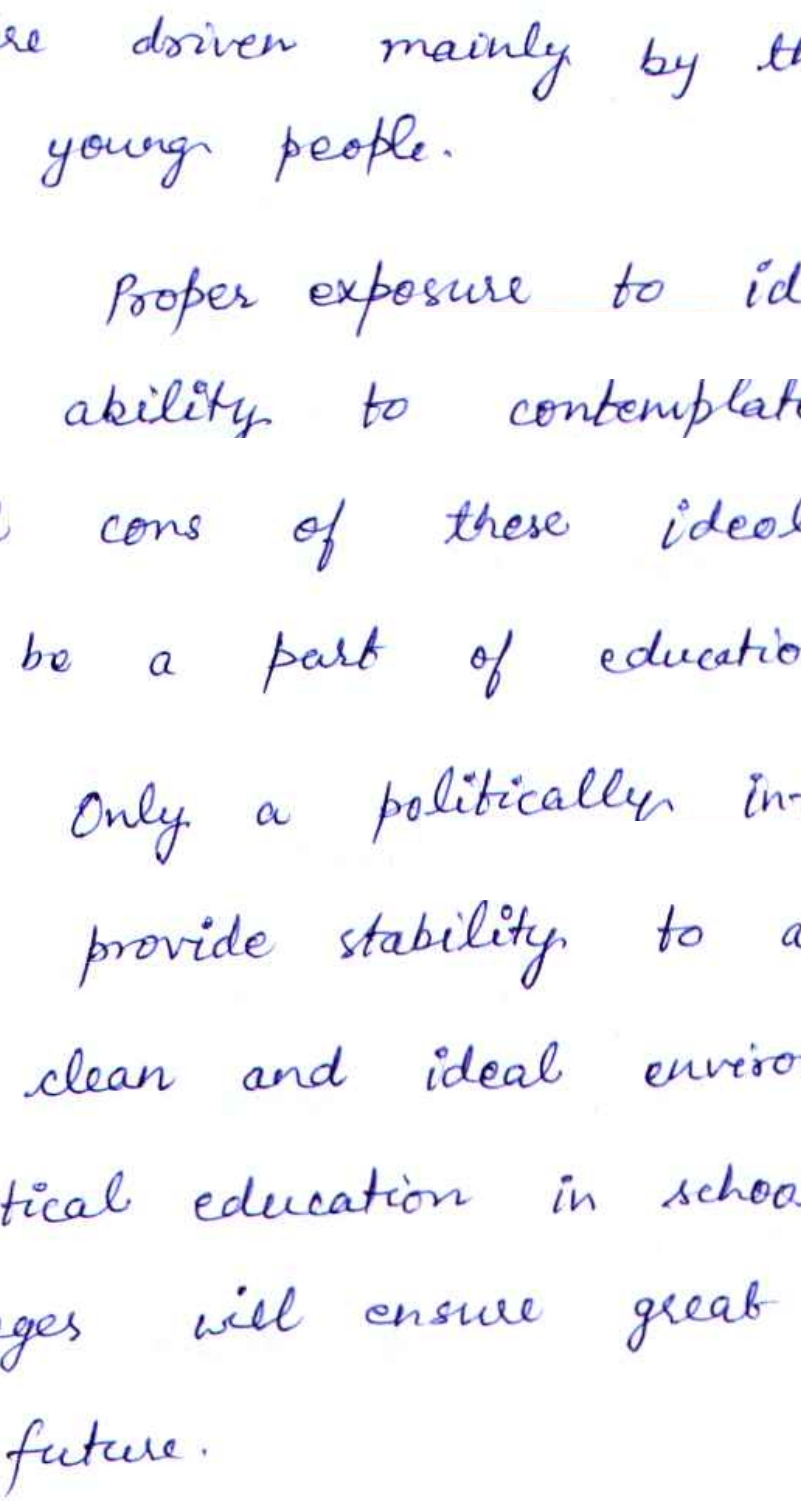 re driven mainly by th
young people.
Proper exposure to id
ability to contemplat
cons of these ideol
be a part of educatio
Only a politically in-
provide stability to a
clean and ideal enviro
tical education in schoo
ges will ensure great
future.